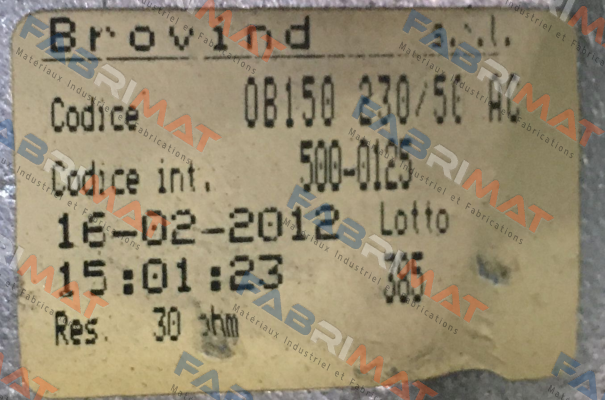 Brovind s.r.l.
Codice OB150 230/50 AC
Codice int. 500-0125
16-02-2012 Lotto
15:01:23 385
Res. 30 ohm
FABRIMAT
Matériaux Industriel et Fabrications